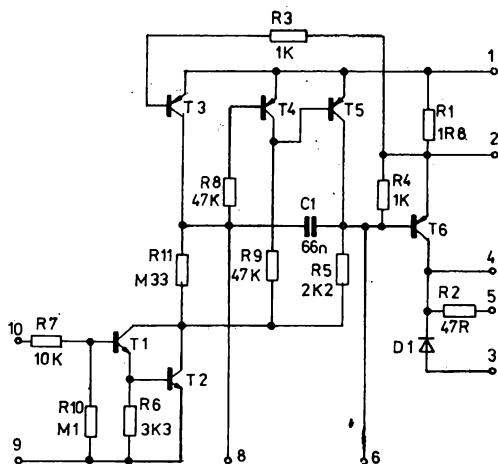 R3
1K
1
T3
T4
T5
R1
1R8
2
R8
47K
R4
1K
C1
66n
T6
R11
M33
R9
47K
R5
2K2
4
R2
47R
5
10
R7
10K
T1
D1
3
T2
R10
M1
R6
3K3
9
8
6